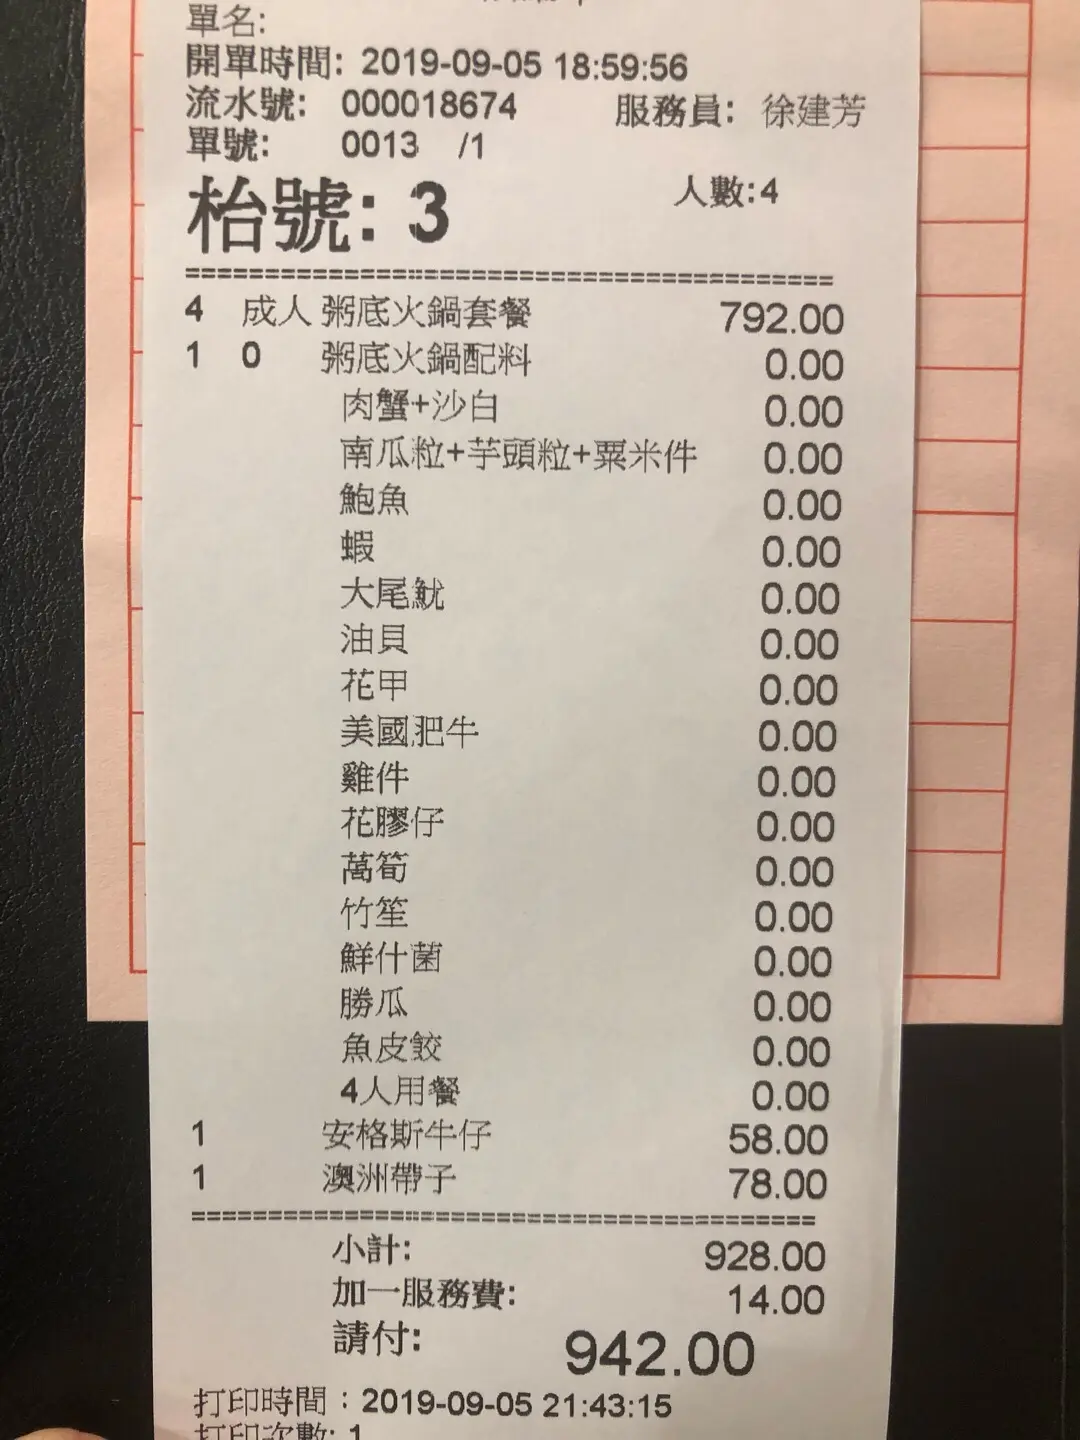 單名:
開單時間: 2019-09-05 18:59:56
流水號: 000018674 服務員: 徐建芳
單號: 0013 /1
枱號: 3 人數:4
4 成人 粥底火鍋套餐 792.00
1 0 粥底火鍋配料 0.00
肉蟹+沙白 0.00
南瓜粒+芋頭粒+粟米件 0.00
鮑魚 0.00
蝦 0.00
大尾魷 0.00
油貝 0.00
花甲 0.00
美國肥牛 0.00
雞件 0.00
花膠仔 0.00
萵筍 0.00
竹笙 0.00
鮮什菌 0.00
勝瓜 0.00
魚皮餃 0.00
4人用餐 0.00
1 安格斯牛仔 58.00
1 澳洲帶子 78.00
小計: 928.00
加一服務費: 14.00
請付: 942.00
打印時間：2019-09-05 21:43:15
打印次數: 1